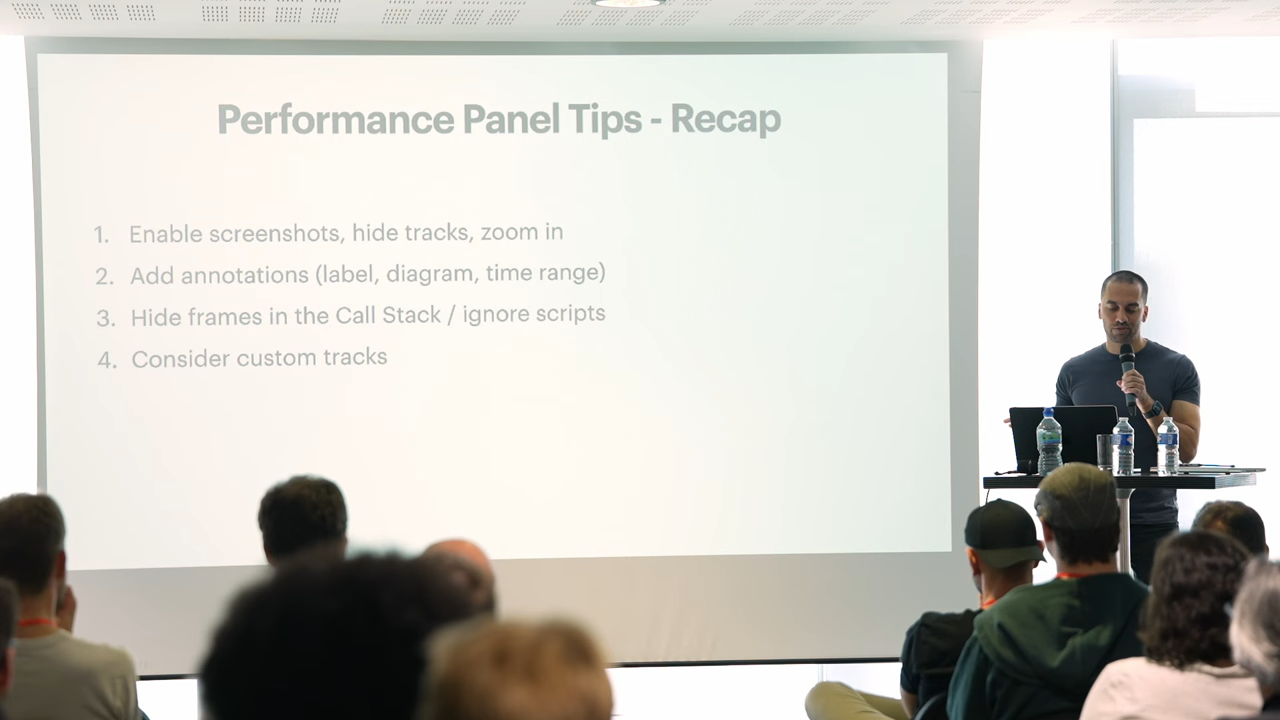 Performance Panel Tips - Recap
1. Enable screenshots, hide tracks, zoom in
2. Add annotations (label, diagram, time range)
3. Hide frames in the Call Stack / ignore scripts
4. Consider custom tracks